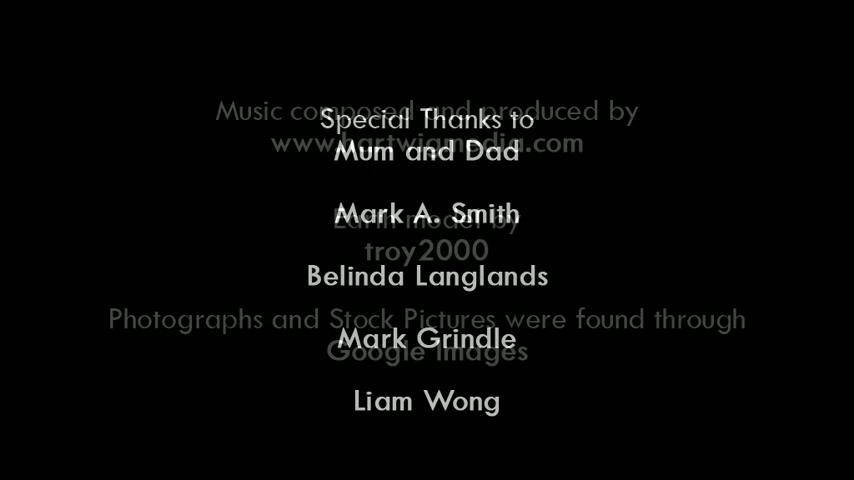 Music composed and produced by
www.hartwigmedia.com
Special Thanks to
Mum and Dad
Mark A. Smith
Earth model by
troy2000
Belinda Langlands
Photographs and Stock Pictures were found through
Google Images
Mark Grindle
Liam Wong